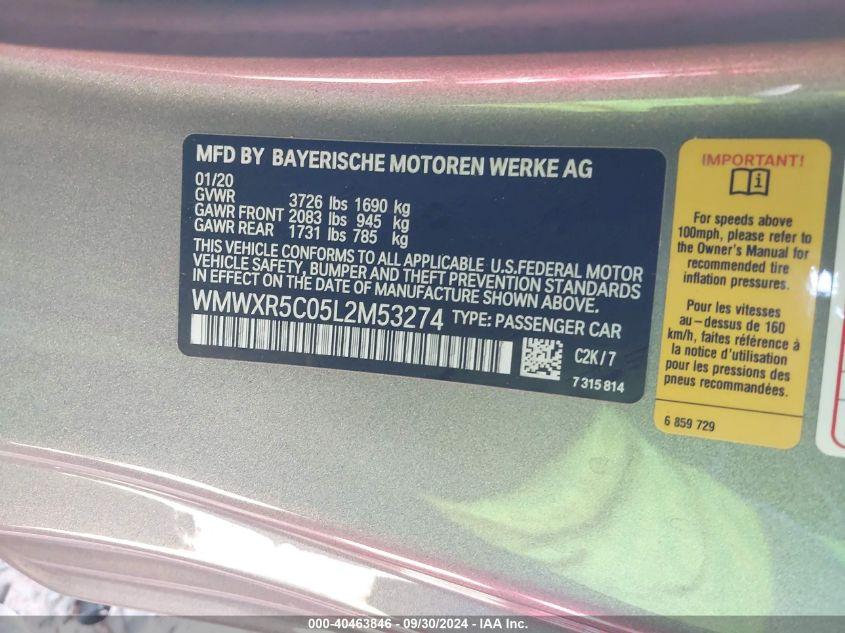 MFD BY BAYERISCHE MOTOREN WERKE AG
01/20
GVWR 3726 lbs 1690 kg
GAWR FRONT 2083 lbs 945 kg
GAWR REAR 1731 lbs 785 kg
THIS VEHICLE CONFORMS TO ALL APPLICABLE U.S.FEDERAL MOTOR
VEHICLE SAFETY, BUMPER AND THEFT PREVENTION STANDARDS
IN EFFECT ON THE DATE OF MANUFACTURE SHOWN ABOVE.
WMWXR5C05L2M53274 TYPE: PASSENGER CAR
C2K/7
7315814
IMPORTANT!
For speeds above
100mph, please refer to
the Owner's Manual for
recommended tire
inflation pressures.
Pour les vitesses
au-dessus de 160
km/h, faites référence à
la notice d'utilisation
pour les pressions des
pneus recommandées.
6 859 729
000-40463846 - 09/30/2024 - IAA Inc.